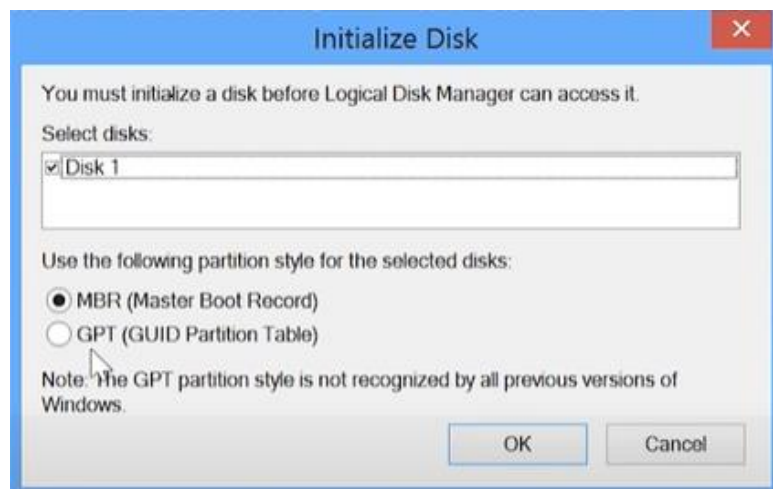 Initialize Disk
You must initialize a disk before Logical Disk Manager can access it.
Select disks:
Disk 1
Use the following partition style for the selected disks:
MBR (Master Boot Record)
GPT (GUID Partition Table)
Note: The GPT partition style is not recognized by all previous versions of
Windows.
OK
Cancel